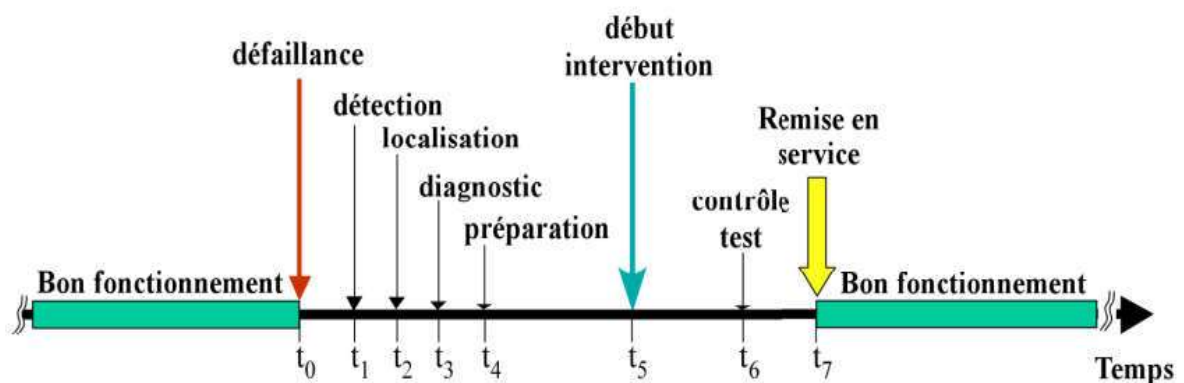 défaillance
début
intervention
détection
localisation
diagnostic
préparation
Remise en
service
contrôle
test
Bon fonctionnement
Bon fonctionnement
t0
t1
t2
t3
t4
t5
t6
t7
Temps